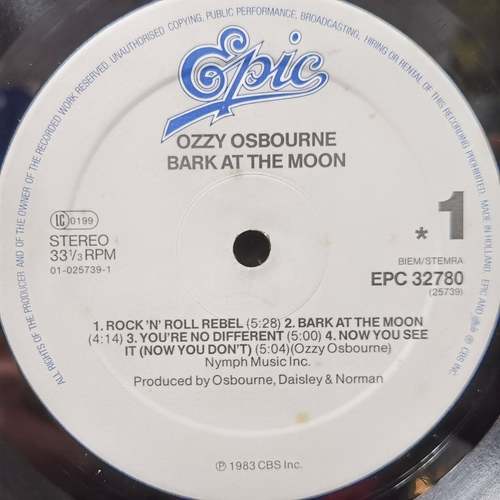 ALL RIGHTS OF THE PRODUCER AND OF THE OWNER OF THE RECORDED WORK RESERVED. UNAUTHORISED COPYING, PUBLIC PERFORMANCE, BROADCASTING, HIRING OR RENTAL OF THIS RECORDING PROHIBITED. MADE IN HOLLAND. EPIC AND
CBS INC.
Epic
OZZY OSBOURNE
BARK AT THE MOON
LC 0199
STEREO
33 1/3 RPM
01-025739-1
* 1
BIEM/STEMRA
EPC 32780
(25739)
1. ROCK 'N' ROLL REBEL (5:28) 2. BARK AT THE MOON
(4:14) 3. YOU'RE NO DIFFERENT (5:00) 4. NOW YOU SEE
IT (NOW YOU DON'T) (5:04)(Ozzy Osbourne)
Nymph Music Inc.
Produced by Osbourne, Daisley & Norman
℗ 1983 CBS Inc.